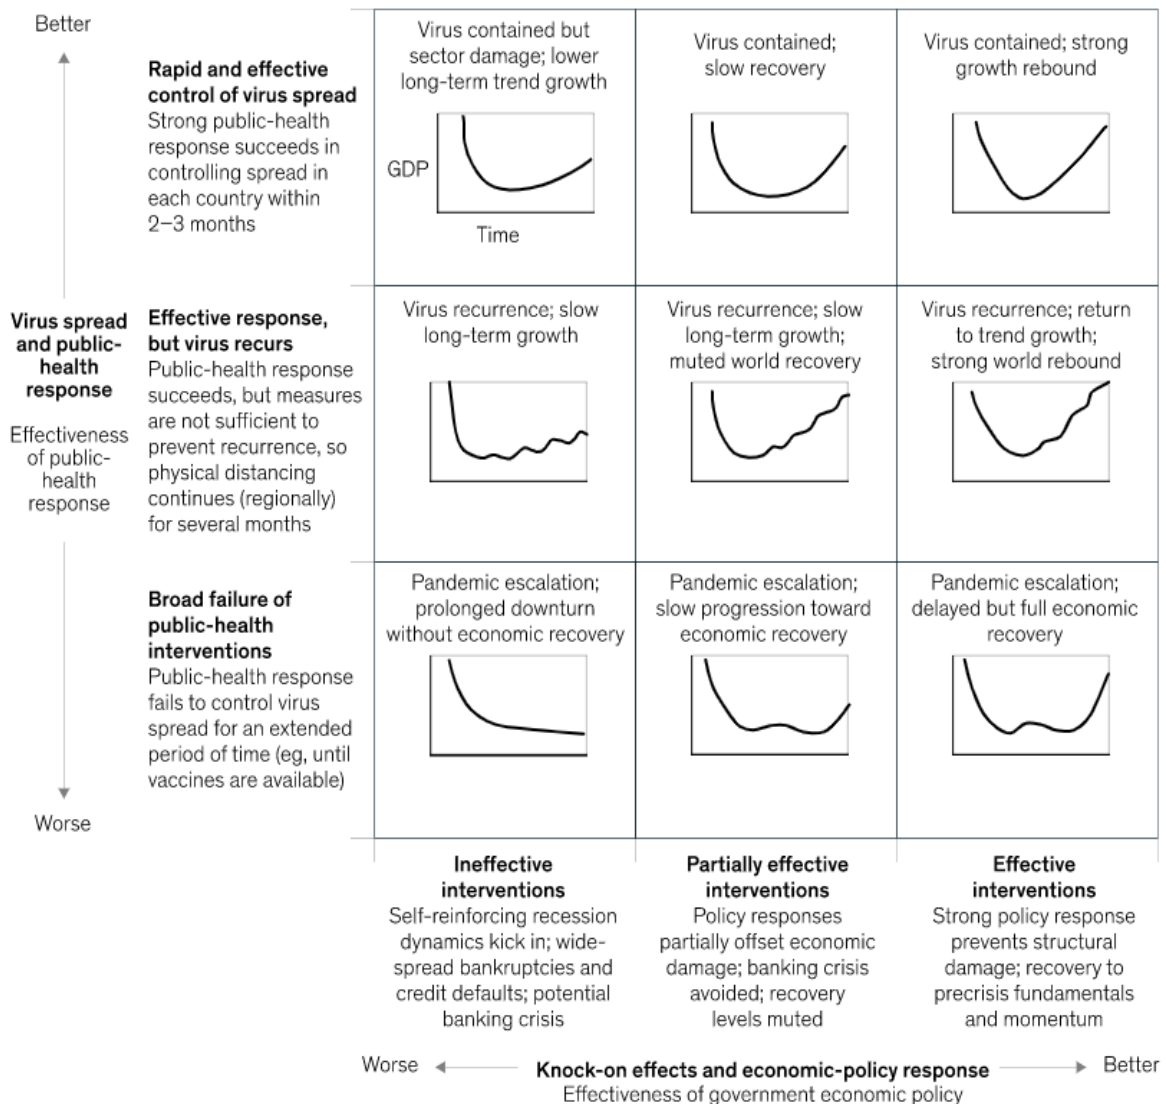 Better
Rapid and effective
control of virus spread
Strong public-health
response succeeds in
controlling spread in
each country within
2–3 months
Virus contained but
sector damage; lower
long-term trend growth
GDP
Time
Virus contained;
slow recovery
Virus contained; strong
growth rebound
Virus spread
and public-
health
response
Effectiveness
of public-
health
response
Effective response,
but virus recurs
Public-health response
succeeds, but measures
are not sufficient to
prevent recurrence, so
physical distancing
continues (regionally)
for several months
Virus recurrence; slow
long-term growth
Virus recurrence; slow
long-term growth;
muted world recovery
Virus recurrence; return
to trend growth;
strong world rebound
Broad failure of
public-health
interventions
Public-health response
fails to control virus
spread for an extended
period of time (eg, until
vaccines are available)
Pandemic escalation;
prolonged downturn
without economic recovery
Pandemic escalation;
slow progression toward
economic recovery
Pandemic escalation;
delayed but full economic
recovery
Worse
Ineffective
interventions
Self-reinforcing recession
dynamics kick in; wide-
spread bankruptcies and
credit defaults; potential
banking crisis
Partially effective
interventions
Policy responses
partially offset economic
damage; banking crisis
avoided; recovery
levels muted
Effective
interventions
Strong policy response
prevents structural
damage; recovery to
precrisis fundamentals
and momentum
Worse
Knock-on effects and economic-policy response
Better
Effectiveness of government economic policy